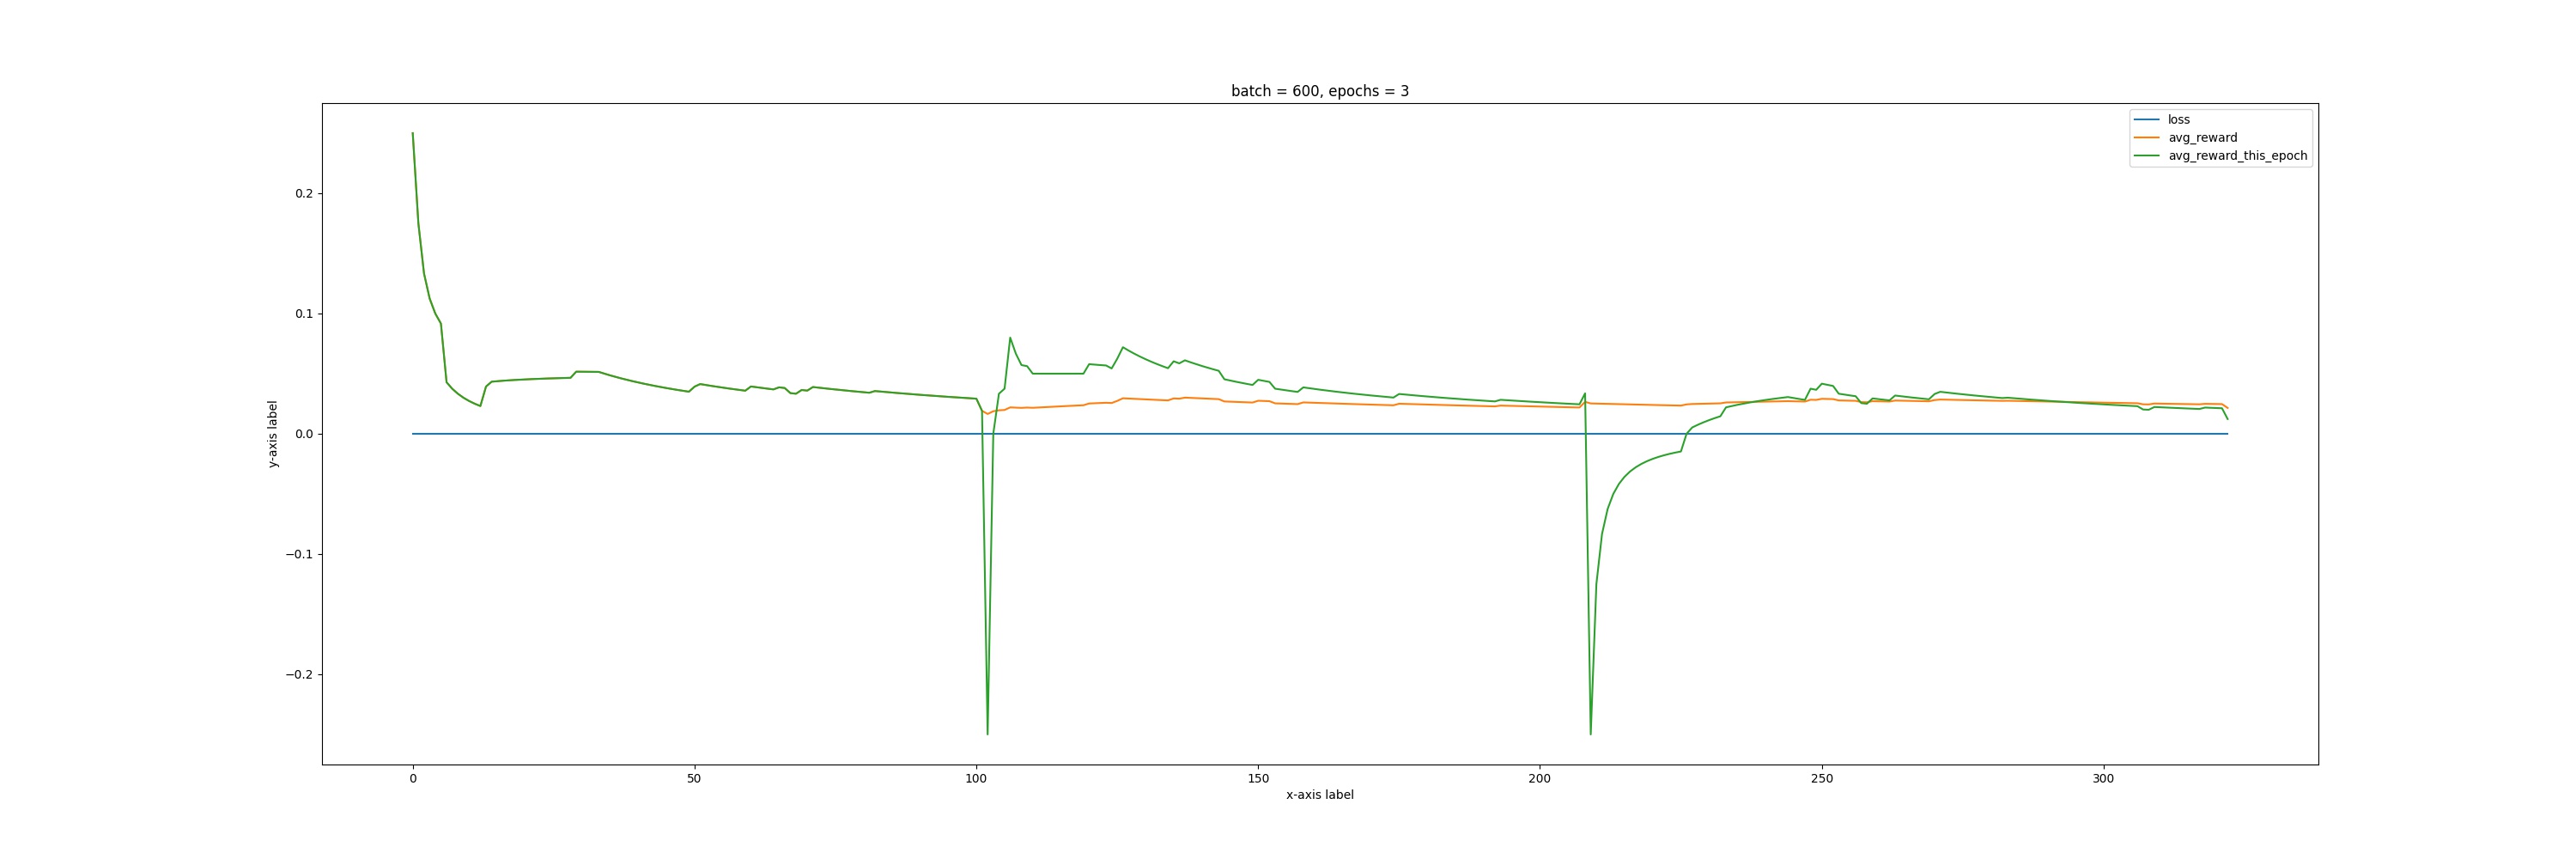 batch = 600, epochs = 3
loss
avg_reward
avg_reward_this_epoch
y-axis label
0.2
0.1
0.0
−0.1
−0.2
0 50 100 150 200 250 300
x-axis label